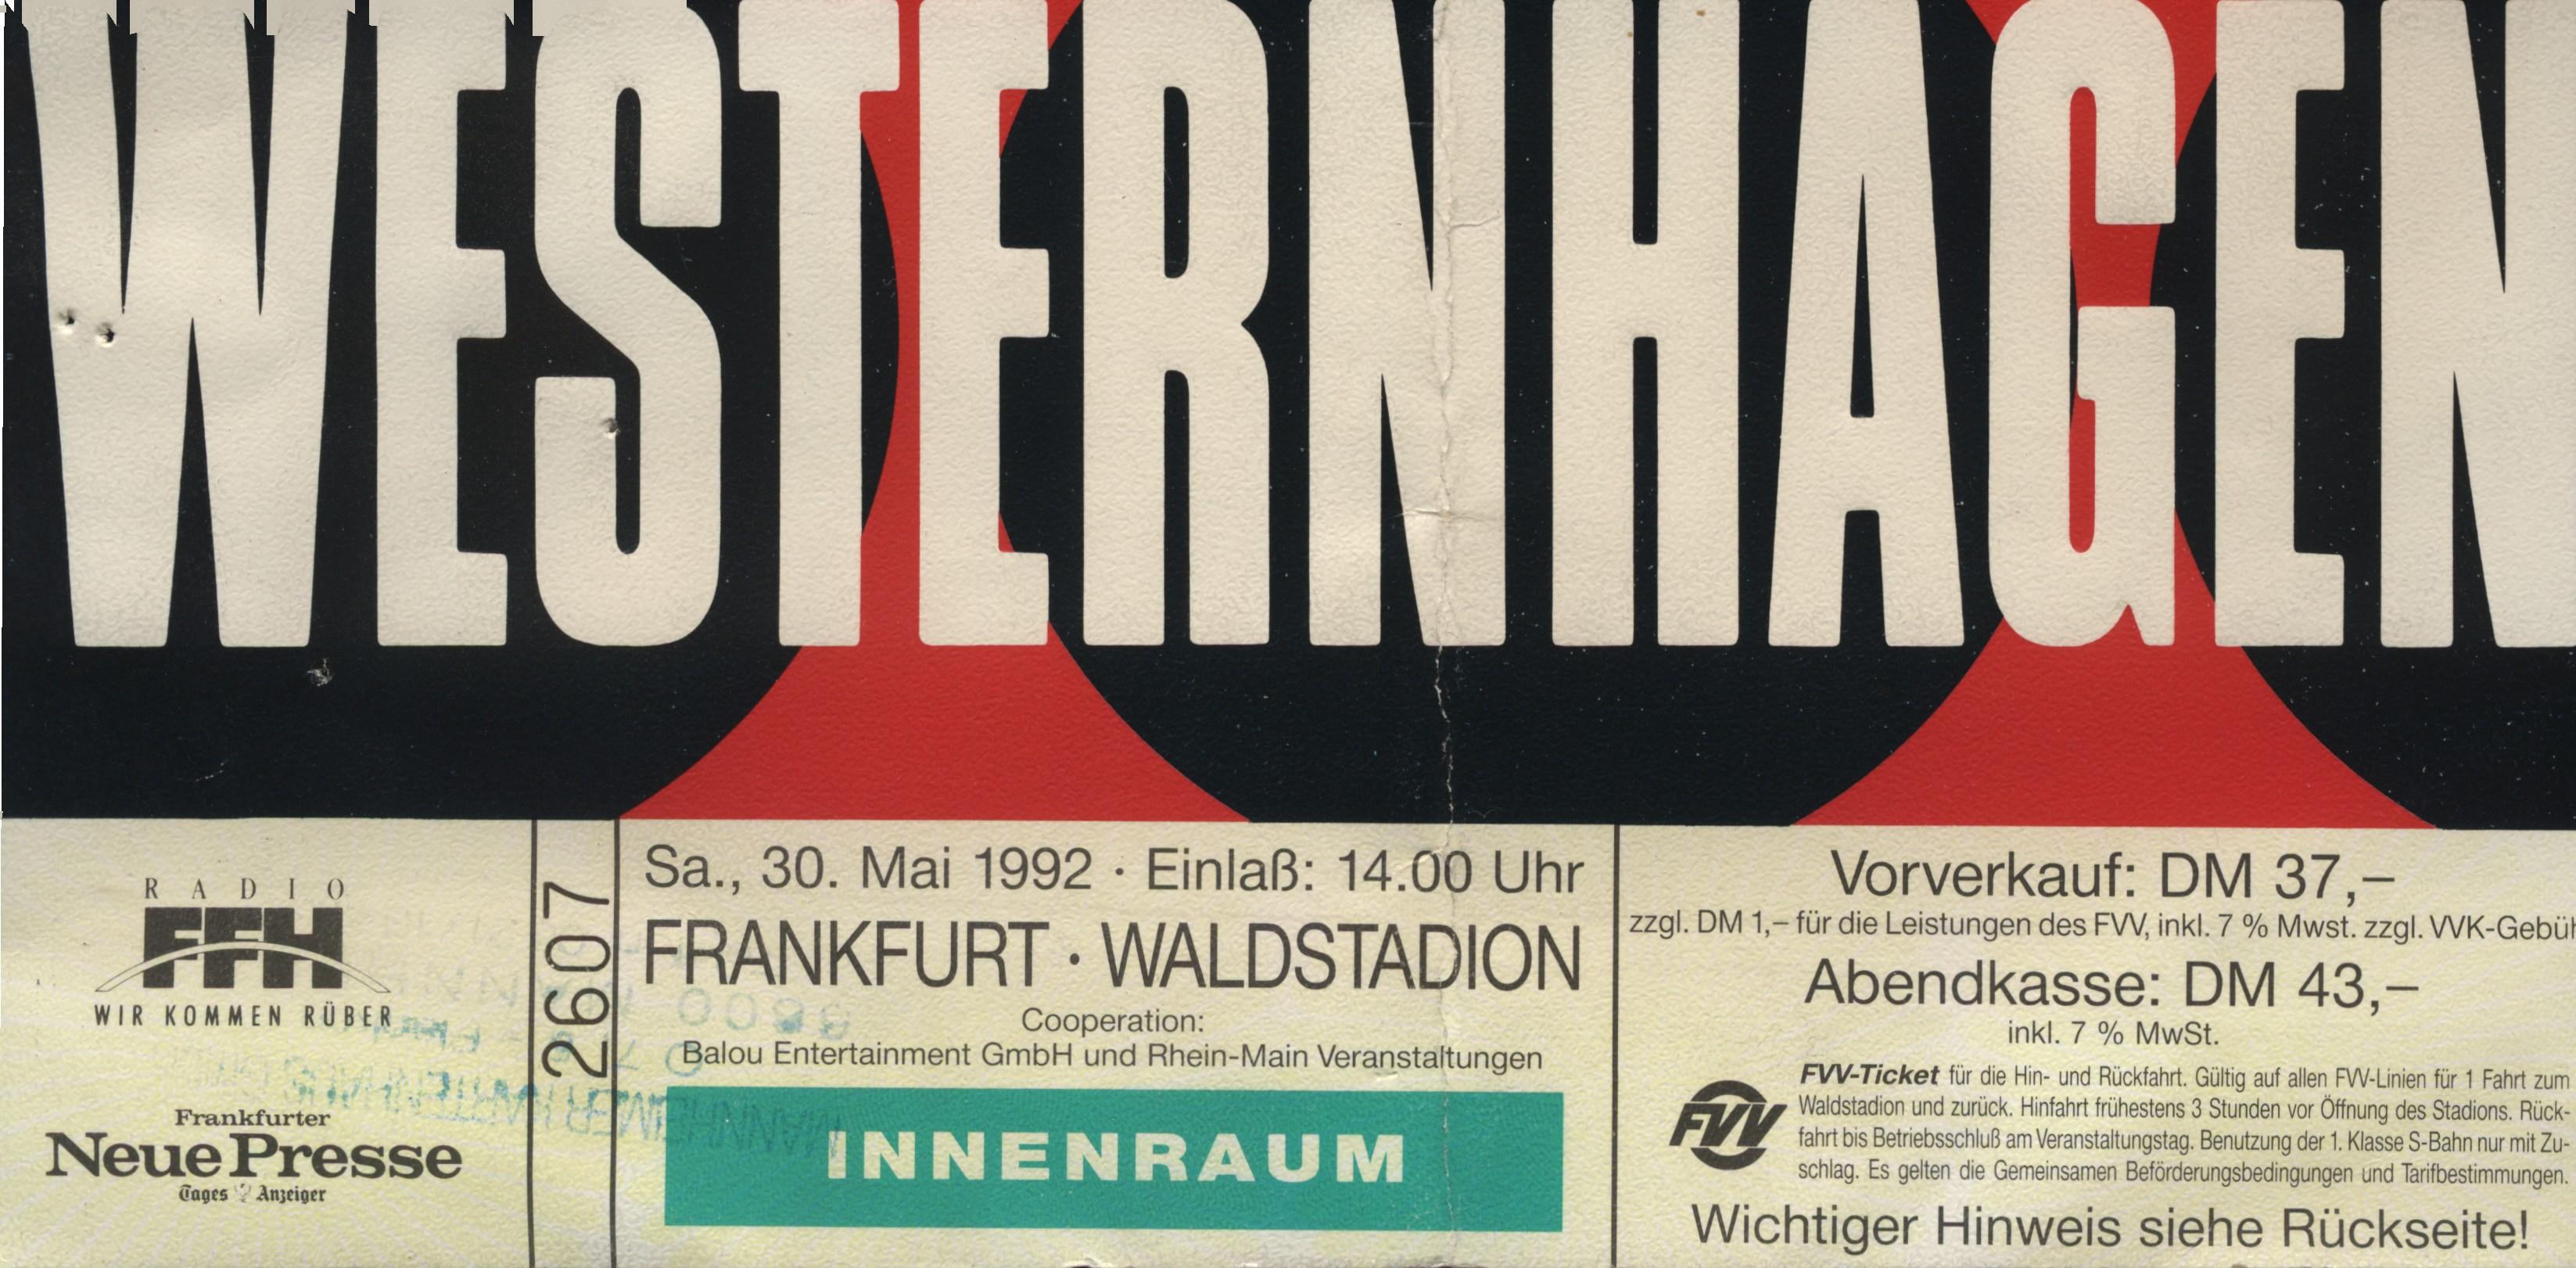 WESTERNHAGEN
RADIO
FFH
WIR KOMMEN RÜBER
Frankfurter
Neue Presse
Tages Anzeiger
2607
Sa., 30. Mai 1992 · Einlaß: 14.00 Uhr
FRANKFURT · WALDSTADION
Cooperation:
Balou Entertainment GmbH und Rhein-Main Veranstaltungen
INNENRAUM
Vorverkauf: DM 37,–
zzgl. DM 1,– für die Leistungen des FVV, inkl. 7 % Mwst. zzgl. VVK-Gebüh
Abendkasse: DM 43,–
inkl. 7 % MwSt.
FVV
FVV-Ticket für die Hin- und Rückfahrt. Gültig auf allen FVV-Linien für 1 Fahrt zum
Waldstadion und zurück. Hinfahrt frühestens 3 Stunden vor Öffnung des Stadions. Rück-
fahrt bis Betriebsschluß am Veranstaltungstag. Benutzung der 1. Klasse S-Bahn nur mit Zu-
schlag. Es gelten die Gemeinsamen Beförderungsbedingungen und Tarifbestimmungen.
Wichtiger Hinweis siehe Rückseite!